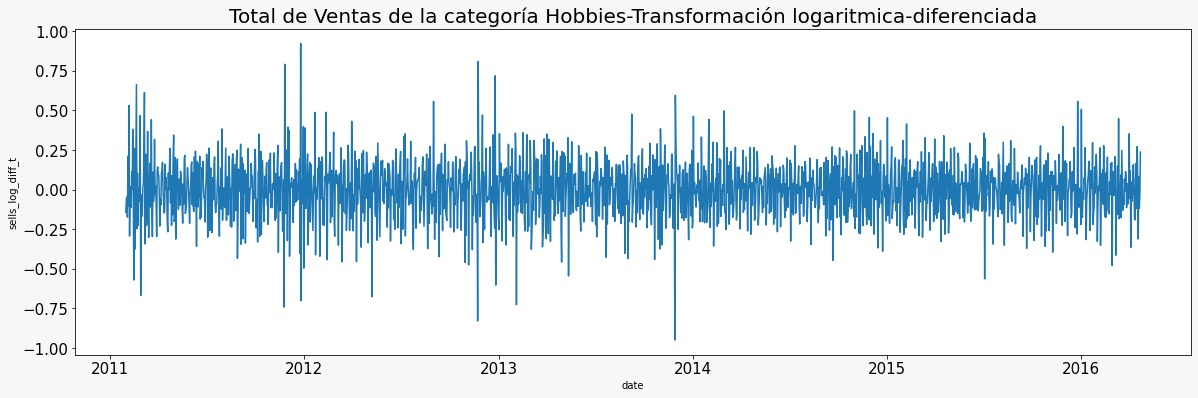 Total de Ventas de la categoría Hobbies-Transformación logaritmica-diferenciada
sells_log_diff_t
1.00
0.75
0.50
0.25
0.00
−0.25
−0.50
−0.75
−1.00
2011 2012 2013 2014 2015 2016
date